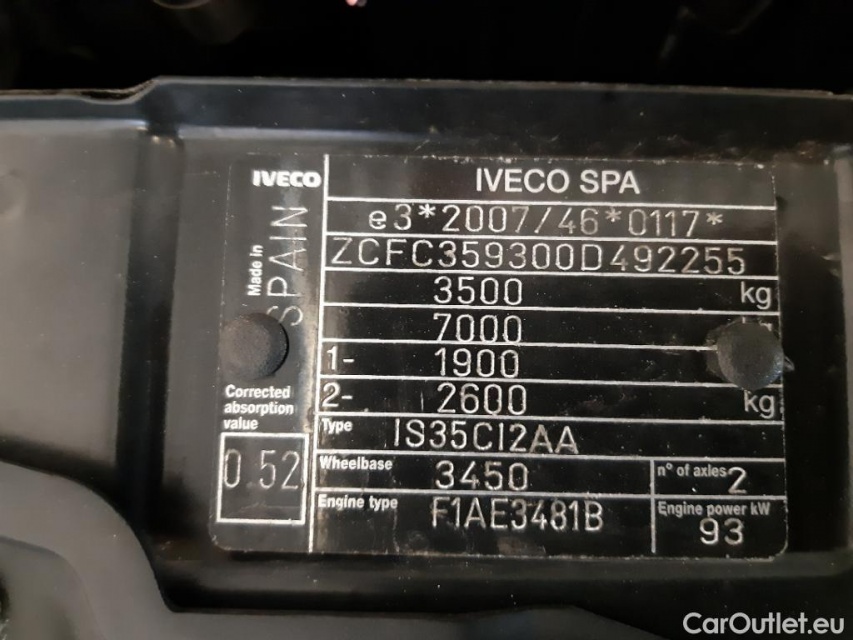 IVECO
IVECO SPA
e3*2007/46*0117*
ZCFC359300D492255
Made in
SPAIN
3500 kg
7000
1- 1900
2- 2600 kg
Corrected
absorption
value
0.52
Type IS35CI2AA
Wheelbase 3450
n° of axles 2
Engine type F1AE3481B
Engine power kW
93
CarOutlet.eu